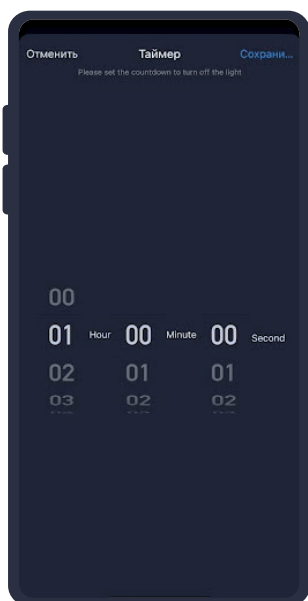 Отменить Таймер Сохрани...
Please set the countdown to turn off the light
00
01 Hour 00 Minute 00 Second
02 01 01
03 02 02